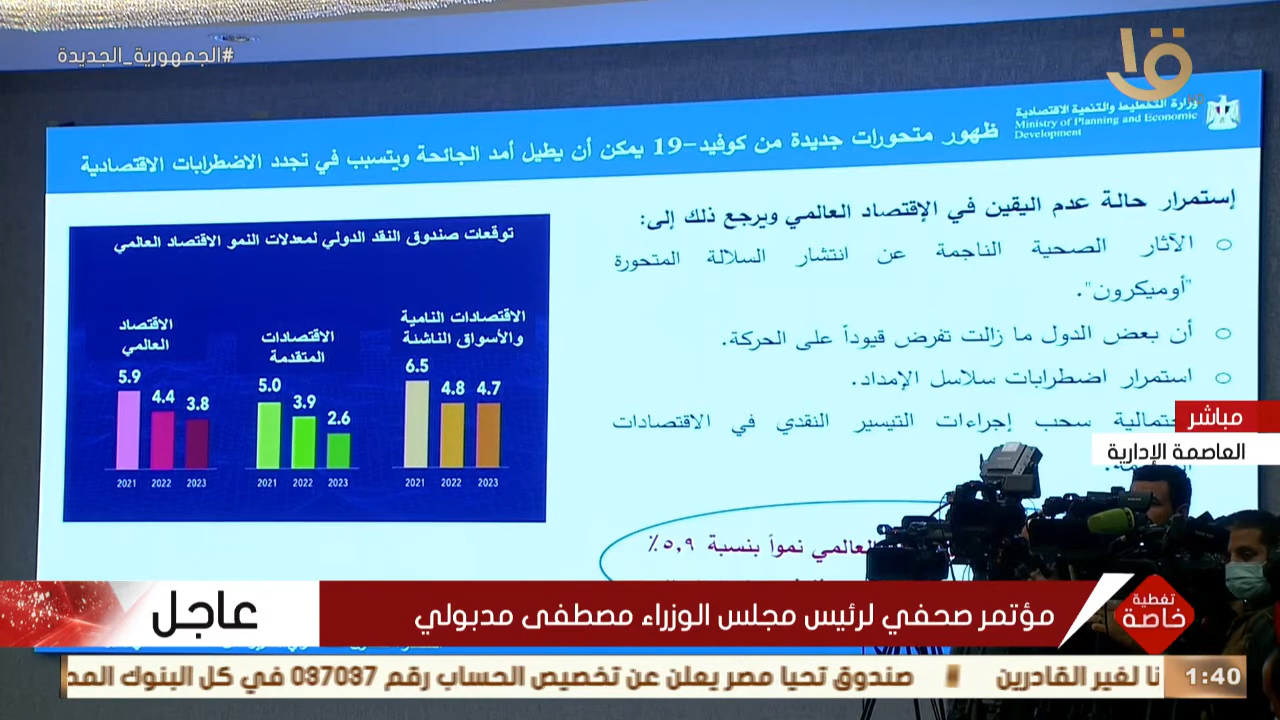 #الجمهورية_الجديدة
وزارة التخطيط والتنمية الاقتصادية
Ministry of Planning and Economic
Development
ظهور متحورات جديدة من كوفيد-19 يمكن أن يطيل أمد الجائحة ويتسبب في تجدد الاضطرابات الاقتصادية
إستمرار حالة عدم اليقين في الإقتصاد العالمي ويرجع ذلك إلى:
الآثار الصحية الناجمة عن انتشار السلالة المتحورة
"أوميكرون".
أن بعض الدول ما زالت تفرض قيوداً على الحركة.
استمرار اضطرابات سلاسل الإمداد.
سحب إجراءات التيسير النقدي في الاقتصادات
العالمي نمواً بنسبة ٥,٩٪
توقعات صندوق النقد الدولي لمعدلات النمو الاقتصاد العالمي
الاقتصاد
العالمي
5.9
4.4
3.8
2021 2022 2023
الاقتصادات
المتقدمة
5.0
3.9
2.6
2021 2022 2023
الاقتصادات النامية
والأسواق الناشئة
6.5
4.8
4.7
2021 2022 2023
مباشر
العاصمة الإدارية
تغطية
خاصة
مؤتمر صحفي لرئيس مجلس الوزراء مصطفى مدبولي
عاجل
1:40
نا لغير القادرين
صندوق تحيا مصر يعلن عن تخصيص الحساب رقم 037037 في كل البنوك